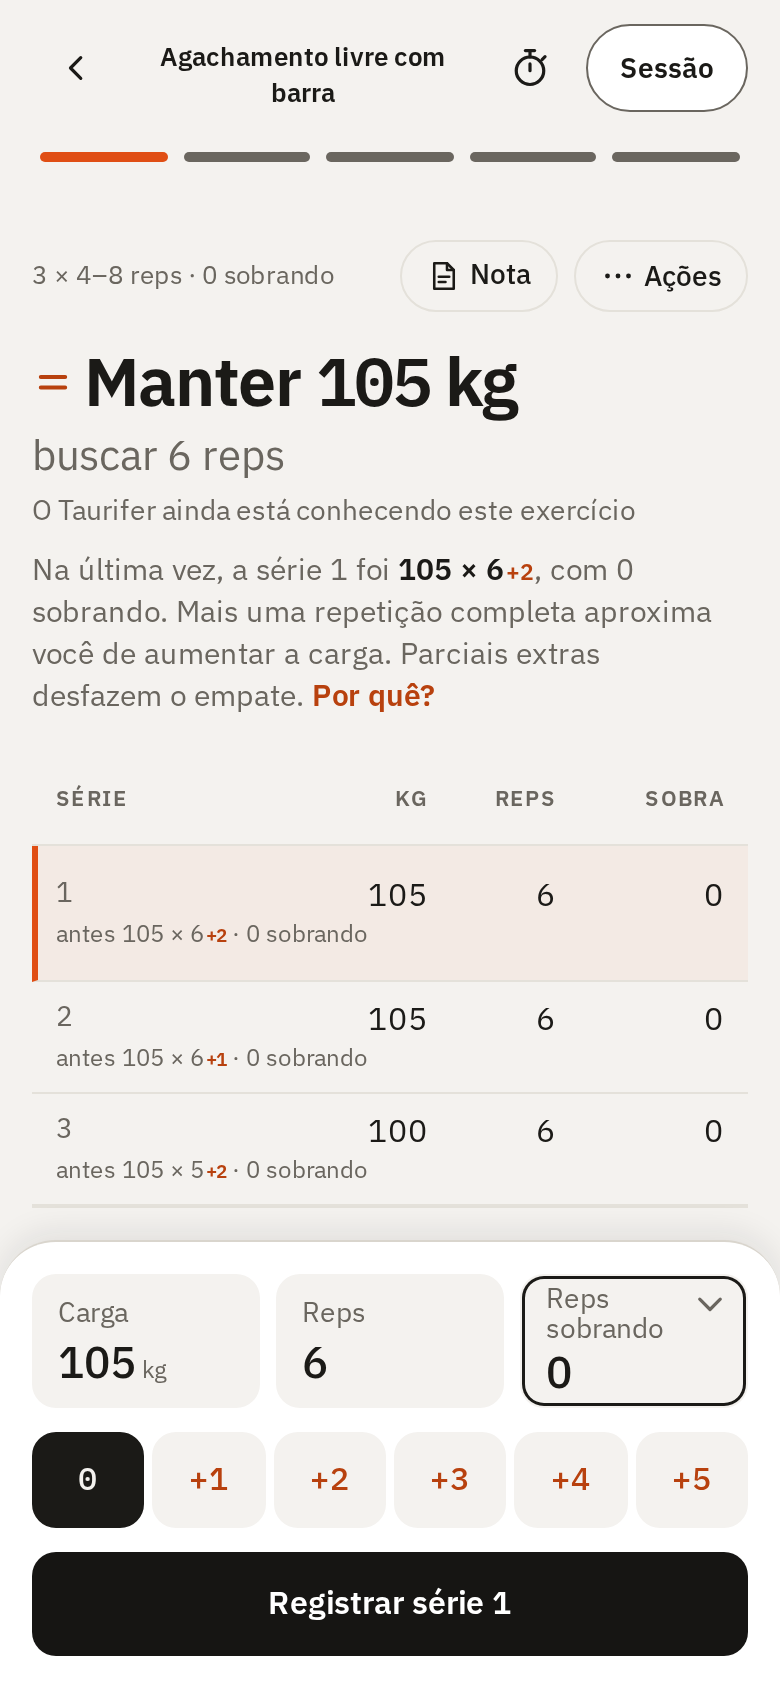 Agachamento livre com
barra
Sessão
3 × 4–8 reps · 0 sobrando
Nota
Ações
= Manter 105 kg
buscar 6 reps
O Taurifer ainda está conhecendo este exercício
Na última vez, a série 1 foi 105 × 6+2, com 0
sobrando. Mais uma repetição completa aproxima
você de aumentar a carga. Parciais extras
desfazem o empate. Por quê?
SÉRIE KG REPS SOBRA
1 105 6 0
antes 105 × 6+2 · 0 sobrando
2 105 6 0
antes 105 × 6+1 · 0 sobrando
3 100 6 0
antes 105 × 5+2 · 0 sobrando
Carga
105 kg
Reps
6
Reps
sobrando
0
0 +1 +2 +3 +4 +5
Registrar série 1